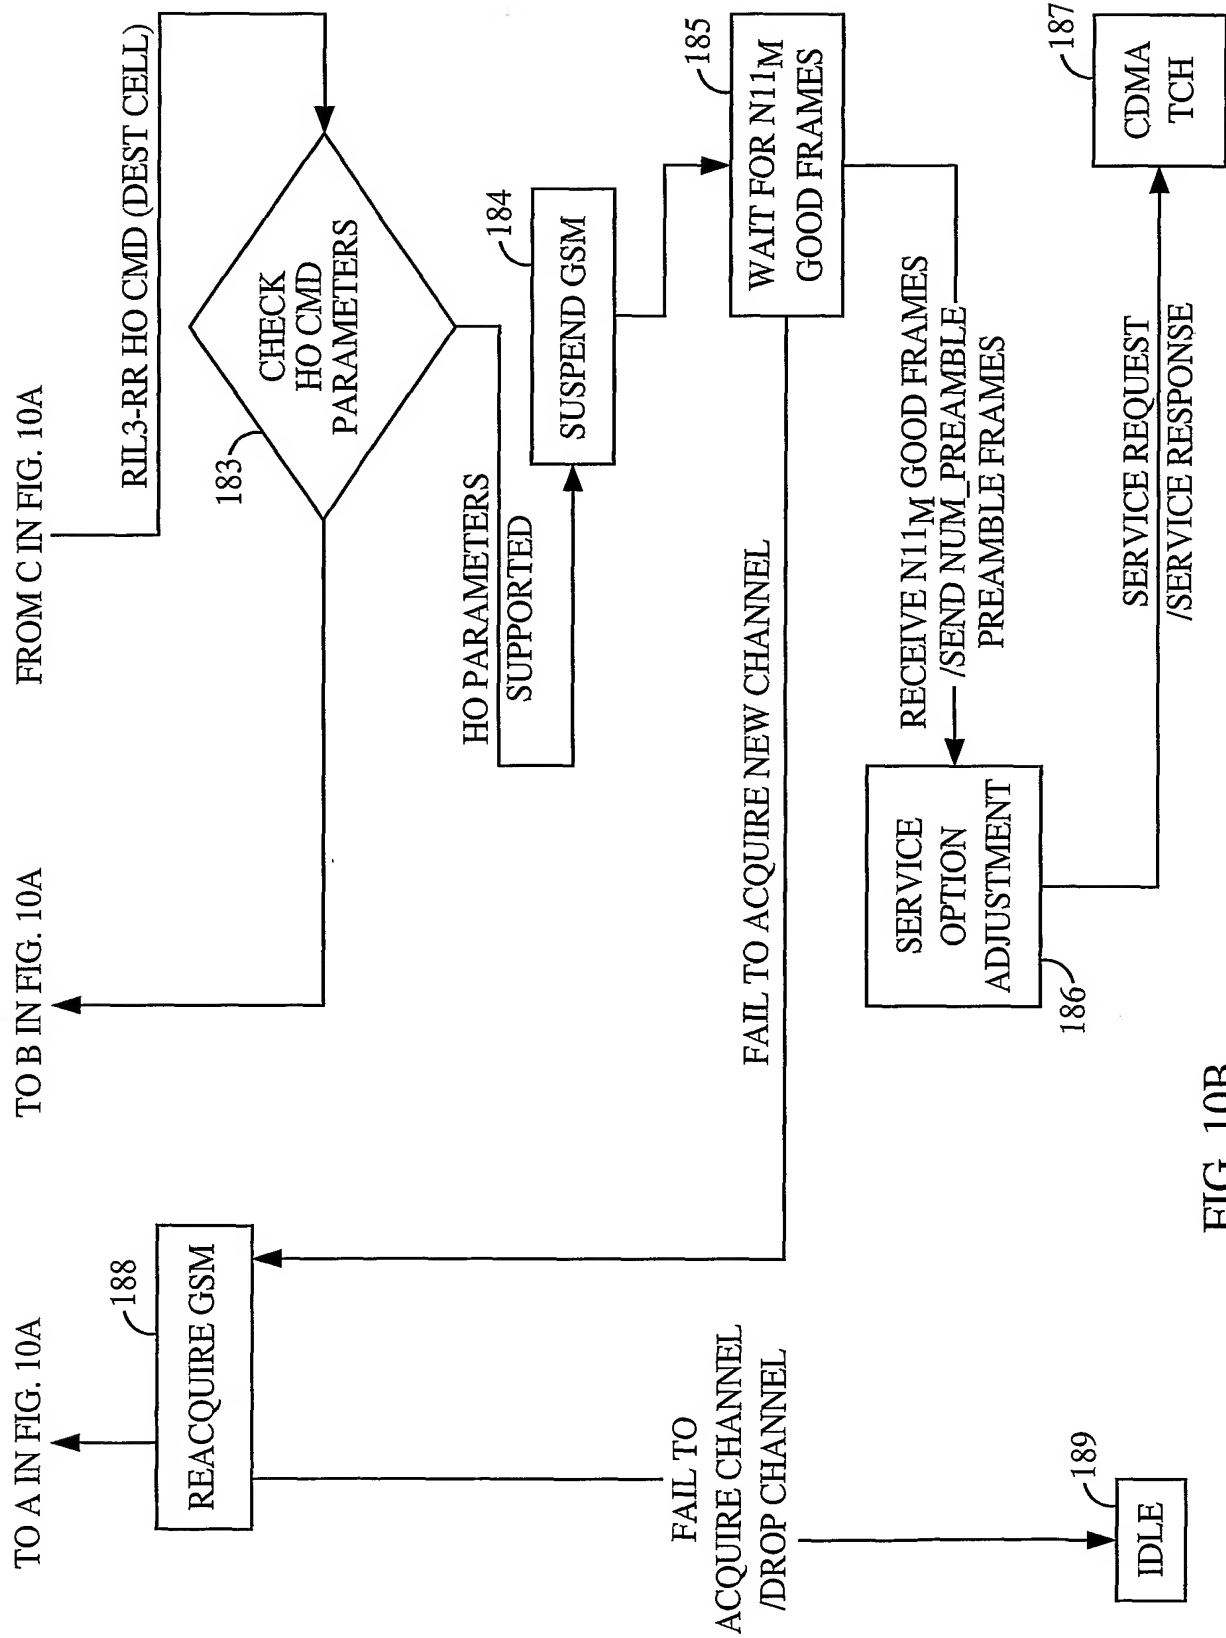 TO A IN FIG. 10A
TO B IN FIG. 10A
FROM C IN FIG. 10A
RIL3-RR HO CMD (DEST CELL)
188
REACQUIRE GSM
183
CHECK
HO CMD
PARAMETERS
HO PARAMETERS
SUPPORTED
184
SUSPEND GSM
185
WAIT FOR N11M
GOOD FRAMES
FAIL TO ACQUIRE NEW CHANNEL
FAIL TO
ACQUIRE CHANNEL
/DROP CHANNEL
RECEIVE N11M GOOD FRAMES
/SEND NUM_PREAMBLE
PREAMBLE FRAMES
SERVICE
OPTION
ADJUSTMENT
186
SERVICE REQUEST
/SERVICE RESPONSE
187
CDMA
TCH
189
IDLE
FIG. 10B